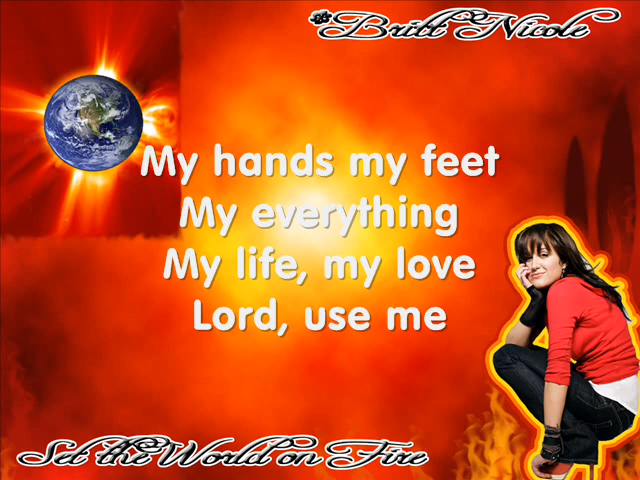 Britt Nicole
My hands my feet
My everything
My life, my love
Lord, use me
Set the World on Fire